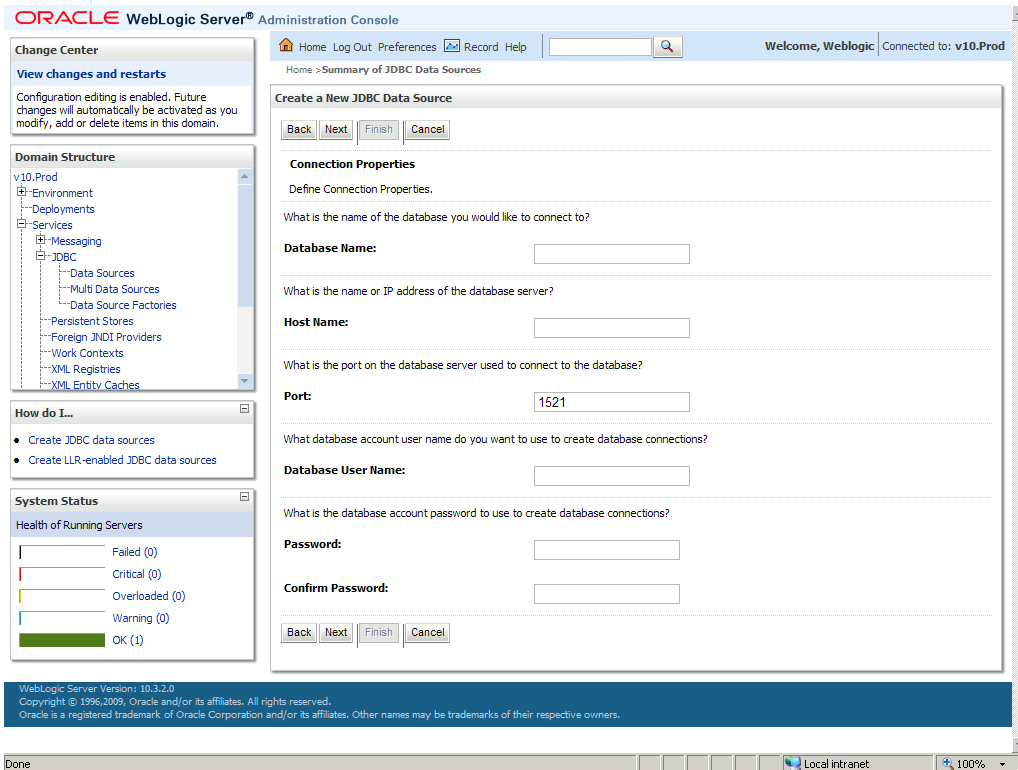 ORACLE WebLogic Server® Administration Console
Change Center
View changes and restarts
Configuration editing is enabled. Future
changes will automatically be activated as you
modify, add or delete items in this domain.
Domain Structure
v10.Prod
Environment
Deployments
Services
Messaging
JDBC
Data Sources
Multi Data Sources
Data Source Factories
Persistent Stores
Foreign JNDI Providers
Work Contexts
XML Registries
XML Entity Caches
How do I...
Create JDBC data sources
Create LLR-enabled JDBC data sources
System Status
Health of Running Servers
Failed (0)
Critical (0)
Overloaded (0)
Warning (0)
OK (1)
Home Log Out Preferences Record Help
Welcome, Weblogic Connected to: v10.Prod
Home >Summary of JDBC Data Sources
Create a New JDBC Data Source
Back Next Finish Cancel
Connection Properties
Define Connection Properties.
What is the name of the database you would like to connect to?
Database Name:
What is the name or IP address of the database server?
Host Name:
What is the port on the database server used to connect to the database?
Port: 1521
What database account user name do you want to use to create database connections?
Database User Name:
What is the database account password to use to create database connections?
Password:
Confirm Password:
Back Next Finish Cancel
WebLogic Server Version: 10.3.2.0
Copyright © 1996,2009, Oracle and/or its affiliates. All rights reserved.
Oracle is a registered trademark of Oracle Corporation and/or its affiliates. Other names may be trademarks of their respective owners.
Done Local intranet 100%